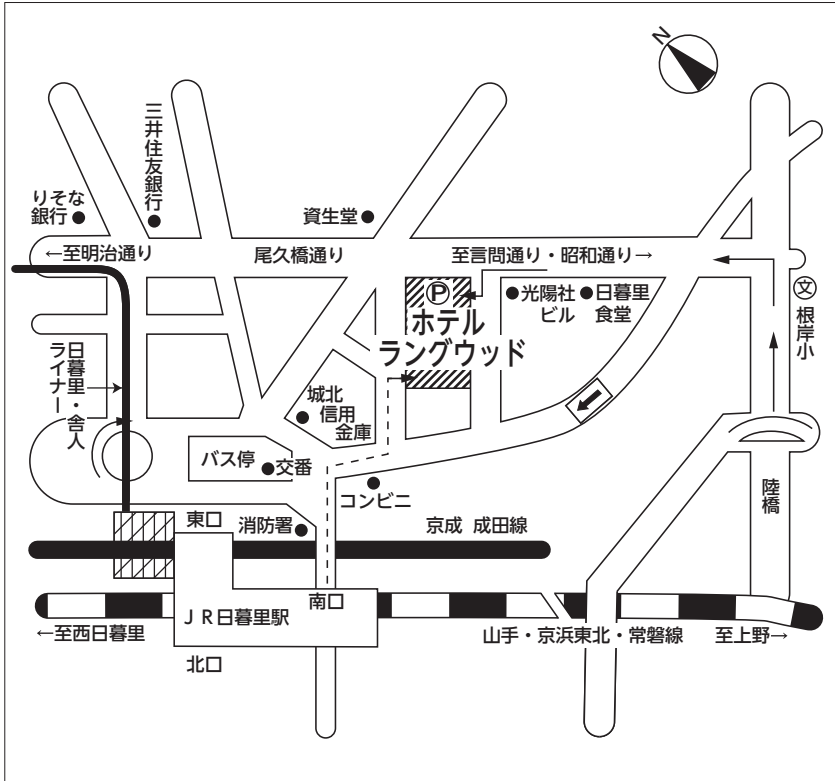 N
三井住友銀行
りそな
銀行
資生堂
←至明治通り
尾久橋通り
至言問通り・昭和通り→
P
ホテル
ラングウッド
光陽社
ビル
日暮里
食堂
文
根岸小
日暮里・舎人
ライナー
城北
信用
金庫
バス停
交番
コンビニ
陸橋
東口
消防署
京成 成田線
南口
JR日暮里駅
←至西日暮里
山手・京浜東北・常磐線
至上野→
北口